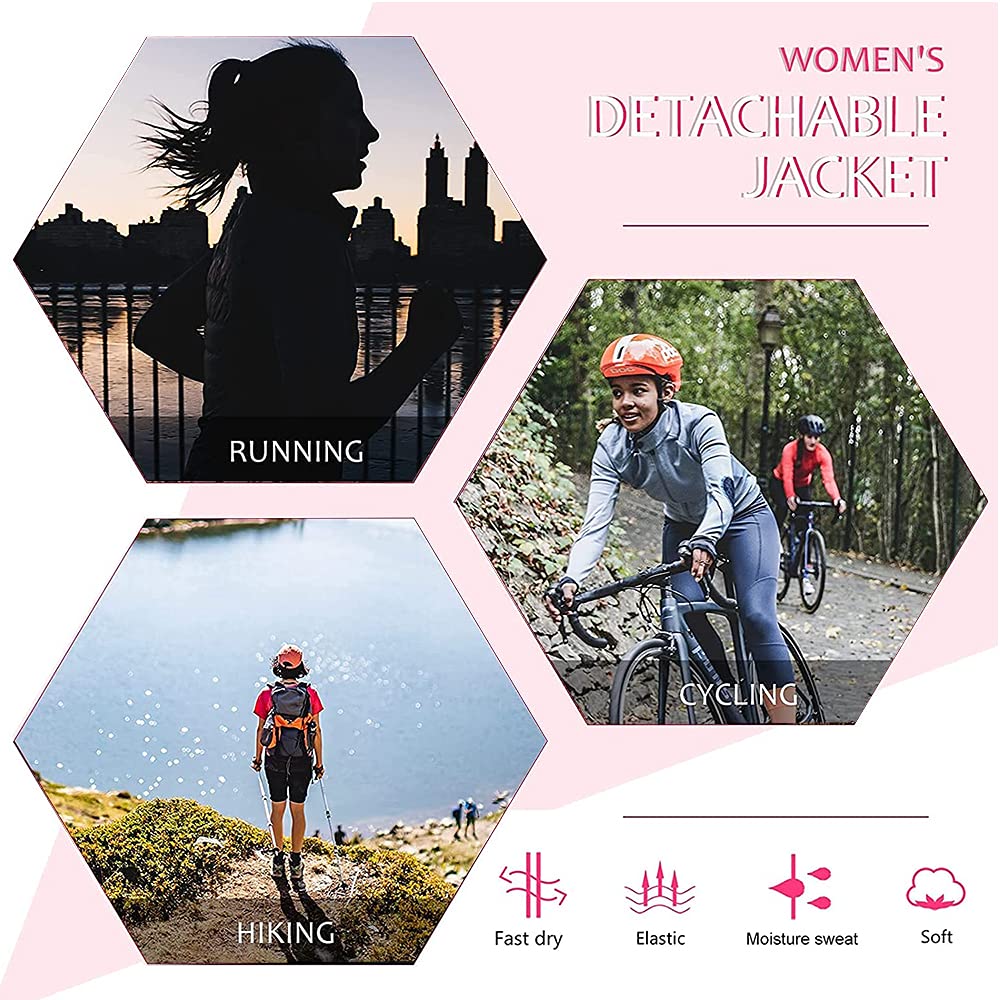 WOMEN'S
DETACHABLE
JACKET
RUNNING
CYCLING
HIKING
Fast dry
Elastic
Moisture sweat
Soft